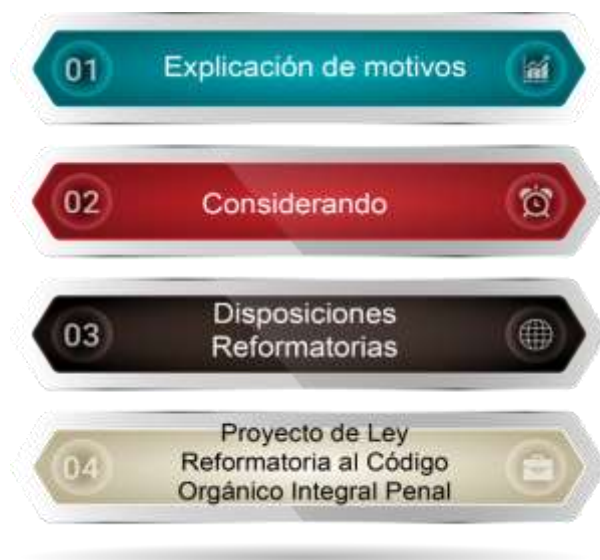 01 Explicación de motivos
02 Considerando
03 Disposiciones
Reformatorias
04 Proyecto de Ley
Reformatoria al Código
Orgánico Integral Penal